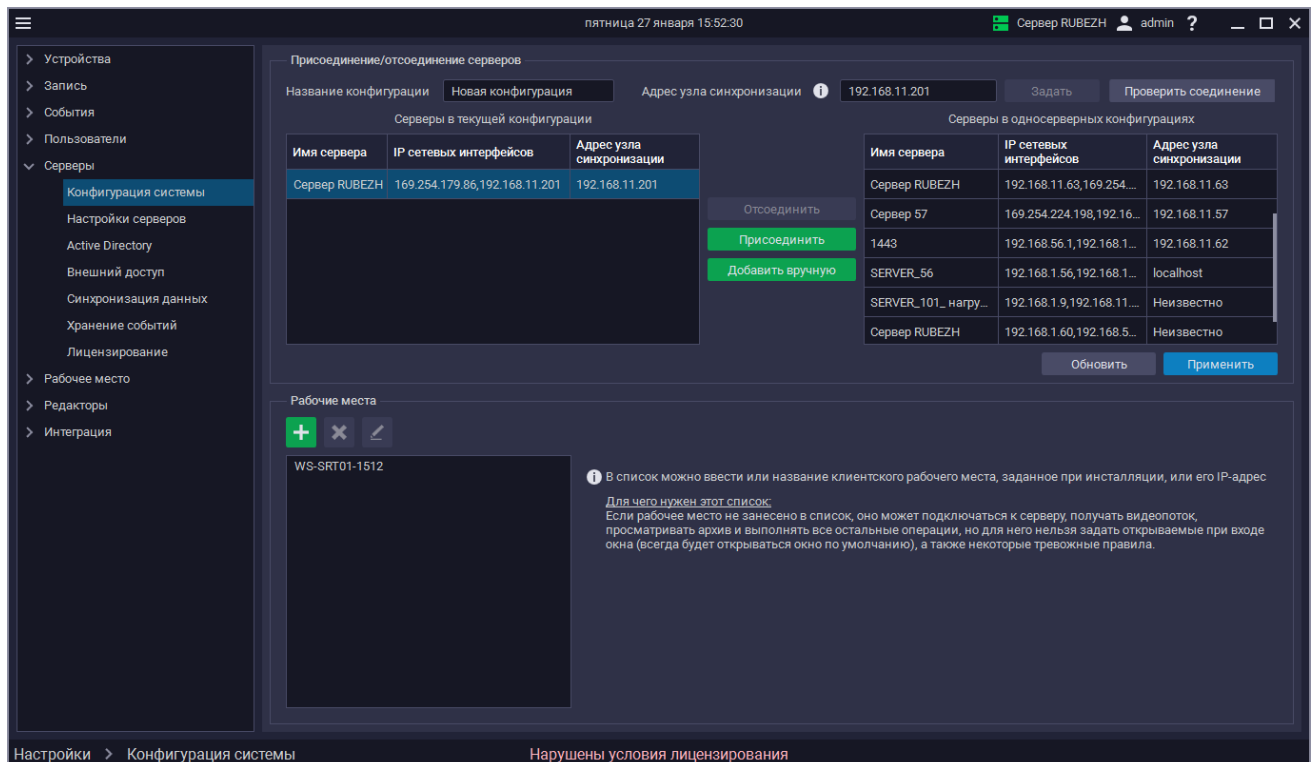 пятница 27 января 15:52:30
Сервер RUBEZH admin ?
Устройства
Запись
События
Пользователи
Серверы
Конфигурация системы
Настройки серверов
Active Directory
Внешний доступ
Синхронизация данных
Хранение событий
Лицензирование
Рабочее место
Редакторы
Интеграция
Присоединение/отсоединение серверов
Название конфигурации Новая конфигурация Адрес узла синхронизации i 192.168.11.201 Задать Проверить соединение
Серверы в текущей конфигурации
Имя сервера IP сетевых интерфейсов Адрес узла синхронизации
Сервер RUBEZH 169.254.179.86,192.168.11.201 192.168.11.201
Отсоединить
Присоединить
Добавить вручную
Серверы в односерверных конфигурациях
Имя сервера IP сетевых интерфейсов Адрес узла синхронизации
Сервер RUBEZH 192.168.11.63,169.254.... 192.168.11.63
Сервер 57 169.254.224.198,192.16... 192.168.11.57
1443 192.168.56.1,192.168.1... 192.168.11.62
SERVER_56 192.168.1.56,192.168.1... localhost
SERVER_101_ нагру... 192.168.1.9,192.168.11.... Неизвестно
Сервер RUBEZH 192.168.1.60,192.168.5... Неизвестно
Обновить Применить
Рабочие места
WS-SRT01-1512
i В список можно ввести или название клиентского рабочего места, заданное при инсталляции, или его IP-адрес
Для чего нужен этот список:
Если рабочее место не занесено в список, оно может подключаться к серверу, получать видеопоток,
просматривать архив и выполнять все остальные операции, но для него нельзя задать открываемые при входе
окна (всегда будет открываться окно по умолчанию), а также некоторые тревожные правила.
Настройки > Конфигурация системы
Нарушены условия лицензирования